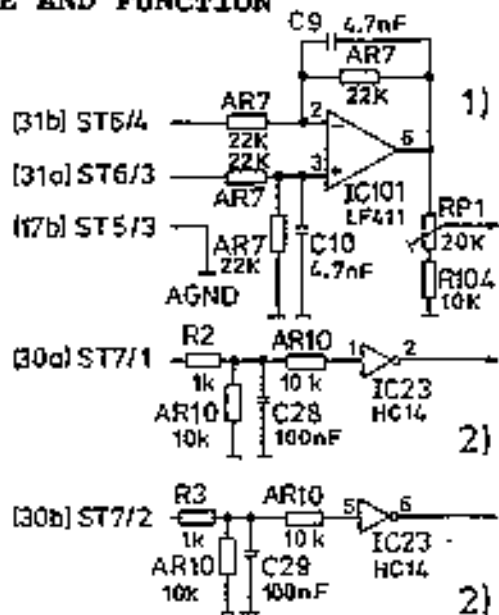 E AND FUNCTION
C9 4.7nF
AR7
22K
1)
[31b] ST6/4
AR7
22K
2
6
[31a] ST6/3
22K
AR7
3
IC101
LF411
(17b) ST5/3
AR7
22K
C10
4.7nF
RP1
20K
AGND
R104
10K
(30a) ST7/1
R2
1k
AR10
10k
1
2
IC23
HC14
AR10
10k
C28
100nF
2)
[30b] ST7/2
R3
1k
AR10
10k
5
6
IC23
HC14
AR10
10k
C29
100nF
2)